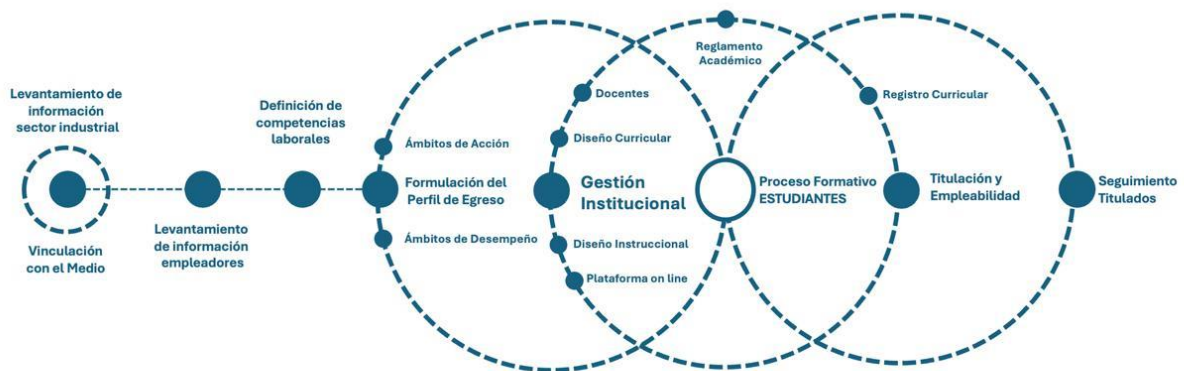 Levantamiento de
información
sector industrial
Vinculación
con el Medio
Levantamiento
de información
empleadores
Definición de
competencias
laborales
Ámbitos de Acción
Formulación del
Perfil de Egreso
Ámbitos de Desempeño
Docentes
Diseño Curricular
Gestión
Institucional
Diseño Instruccional
Plataforma on line
Reglamento
Académico
Proceso Formativo
ESTUDIANTES
Registro Curricular
Titulación y
Empleabilidad
Seguimiento
Titulados